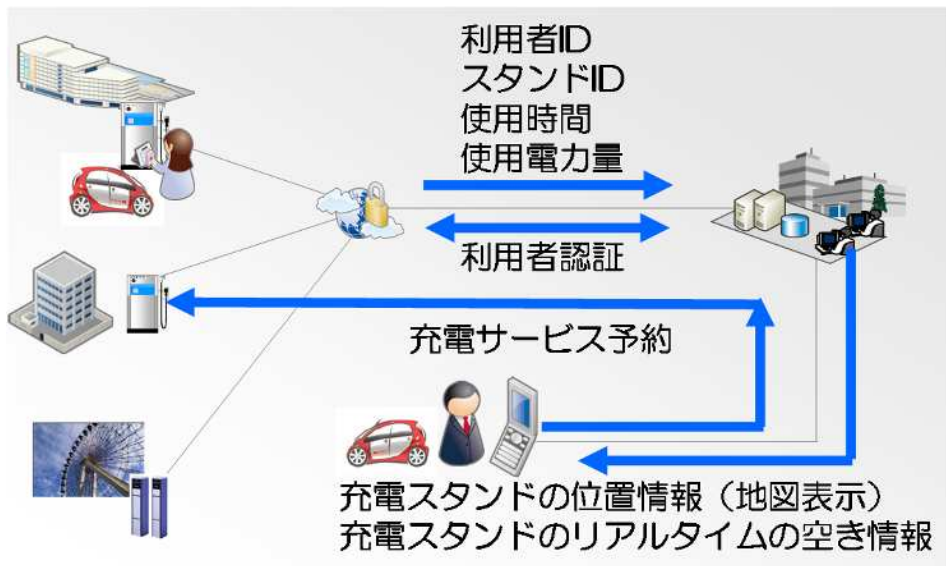 利用者ID
スタンドID
使用時間
使用電力量
利用者認証
充電サービス予約
充電スタンドの位置情報（地図表示）
充電スタンドのリアルタイムの空き情報